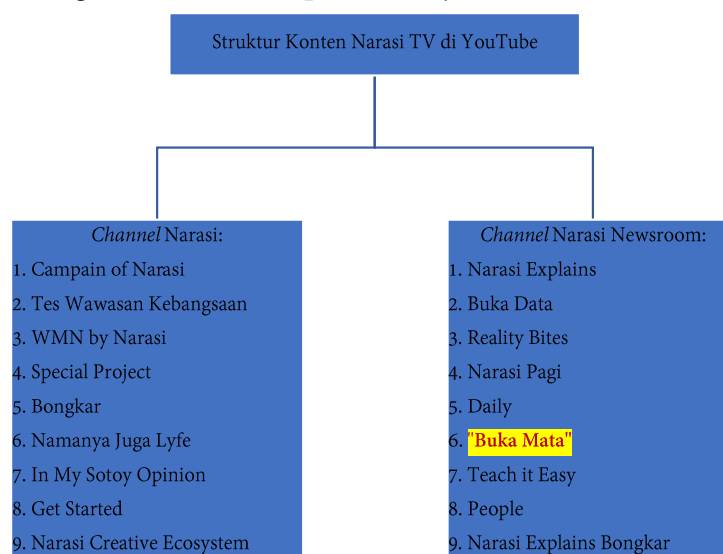 Struktur Konten Narasi TV di YouTube
Channel Narasi:
1. Campain of Narasi
2. Tes Wawasan Kebangsaan
3. WMN by Narasi
4. Special Project
5. Bongkar
6. Namanya Juga Lyfe
7. In My Sotoy Opinion
8. Get Started
9. Narasi Creative Ecosystem
Channel Narasi Newsroom:
1. Narasi Explains
2. Buka Data
3. Reality Bites
4. Narasi Pagi
5. Daily
6. "Buka Mata"
7. Teach it Easy
8. People
9. Narasi Explains Bongkar